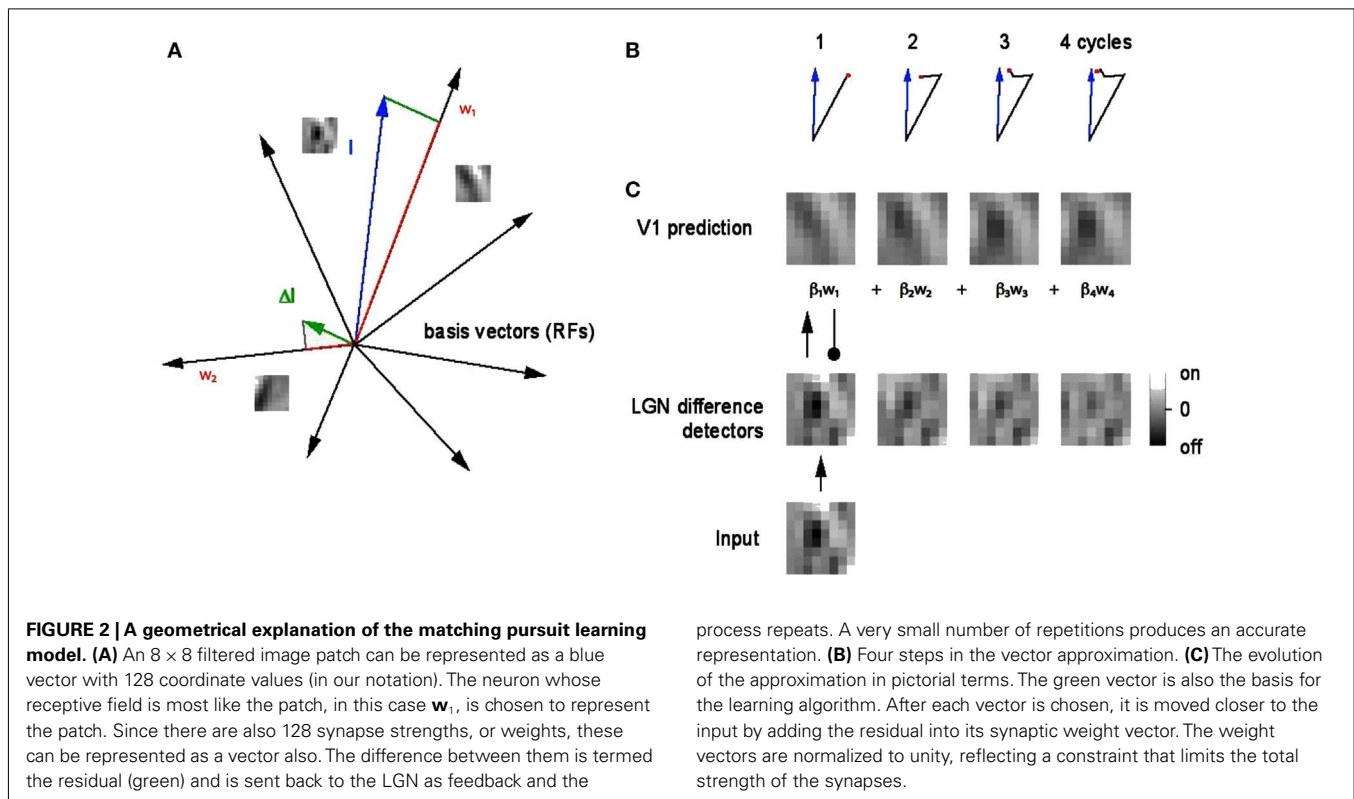 A
I
w₁
ΔI
basis vectors (RFs)
w₂
B
1 2 3 4 cycles
C
V1 prediction
β₁w₁ + β₂w₂ + β₃w₃ + β₄w₄
LGN difference
detectors
on
0
off
Input
FIGURE 2 | A geometrical explanation of the matching pursuit learning
model. (A) An 8 × 8 filtered image patch can be represented as a blue
vector with 128 coordinate values (in our notation). The neuron whose
receptive field is most like the patch, in this case w₁, is chosen to represent
the patch. Since there are also 128 synapse strengths, or weights, these
can be represented as a vector also. The difference between them is termed
the residual (green) and is sent back to the LGN as feedback and the
process repeats. A very small number of repetitions produces an accurate
representation. (B) Four steps in the vector approximation. (C) The evolution
of the approximation in pictorial terms. The green vector is also the basis for
the learning algorithm. After each vector is chosen, it is moved closer to the
input by adding the residual into its synaptic weight vector. The weight
vectors are normalized to unity, reflecting a constraint that limits the total
strength of the synapses.